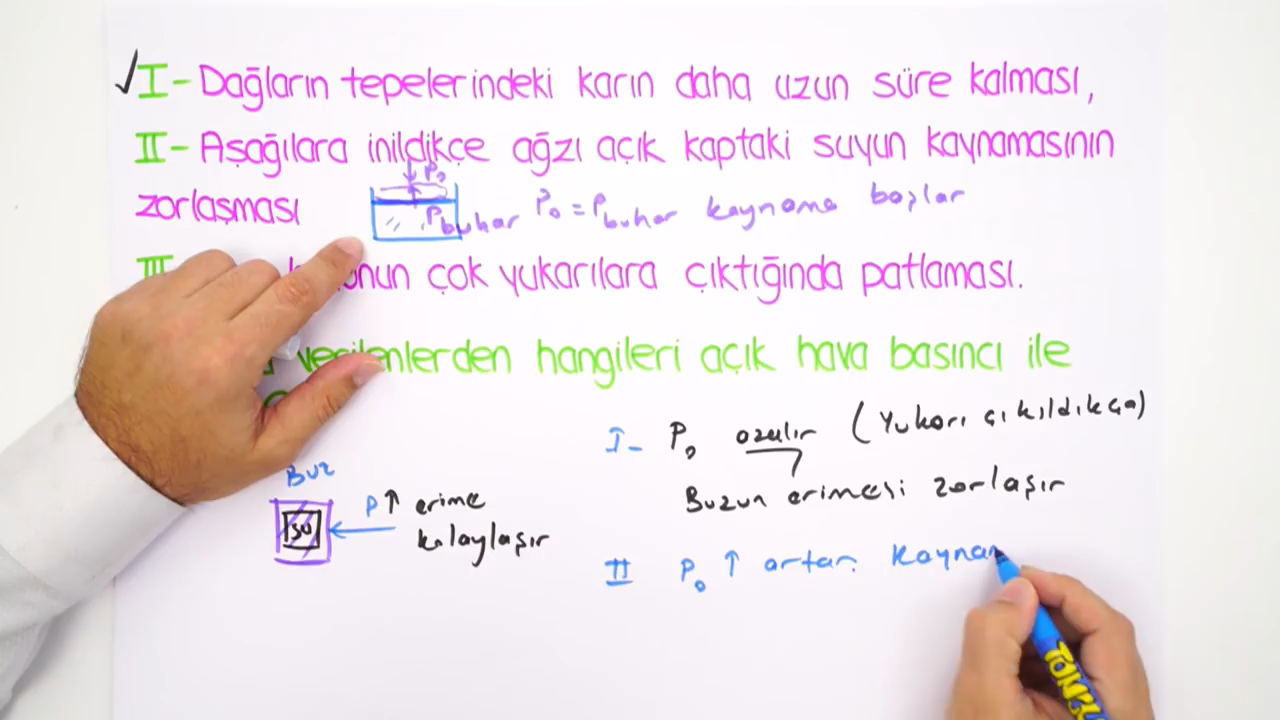 I- Dağların tepelerindeki karın daha uzun süre kalması,
II- Aşağılara inildikçe ağzı açık kaptaki suyun kaynamasının
zorlaşması
P₀
Pbuhar
P₀ = Pbuhar kaynama başlar
III çok yukarılara çıktığında patlaması.
verilenlerden hangileri açık hava basıncı ile
I- P₀ azalır (Yukarı çıkıldıkça)
Buzun erimesi zorlaşır
Buz
SU
P↑ erime
kolaylaşır
II P₀ ↑ artar.